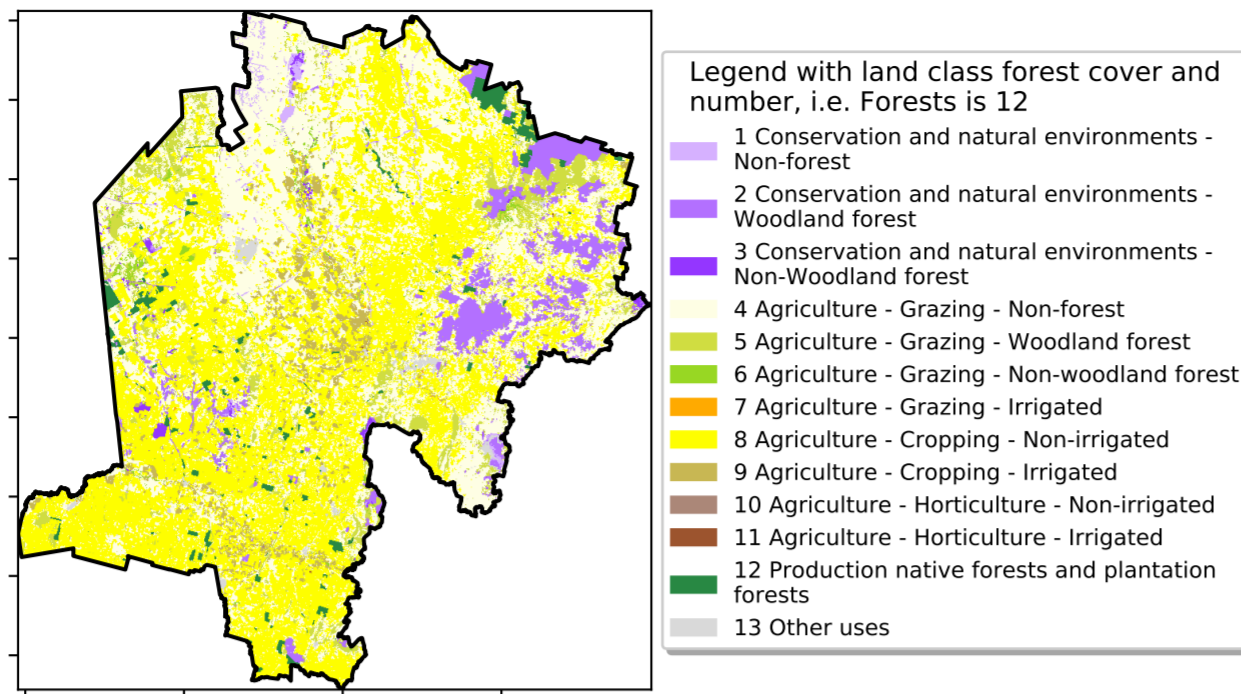 Legend with land class forest cover and
number, i.e. Forests is 12
1 Conservation and natural environments -
Non-forest
2 Conservation and natural environments -
Woodland forest
3 Conservation and natural environments -
Non-Woodland forest
4 Agriculture - Grazing - Non-forest
5 Agriculture - Grazing - Woodland forest
6 Agriculture - Grazing - Non-woodland forest
7 Agriculture - Grazing - Irrigated
8 Agriculture - Cropping - Non-irrigated
9 Agriculture - Cropping - Irrigated
10 Agriculture - Horticulture - Non-irrigated
11 Agriculture - Horticulture - Irrigated
12 Production native forests and plantation
forests
13 Other uses